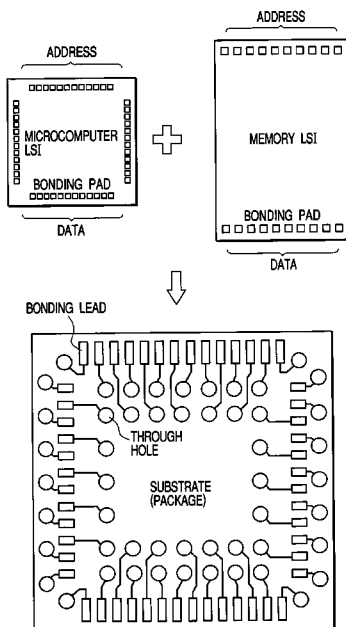 ADDRESS
ADDRESS
MICROCOMPUTER
LSI
MEMORY LSI
BONDING PAD
BONDING PAD
DATA
DATA
BONDING LEAD
THROUGH
HOLE
SUBSTRATE
(PACKAGE)